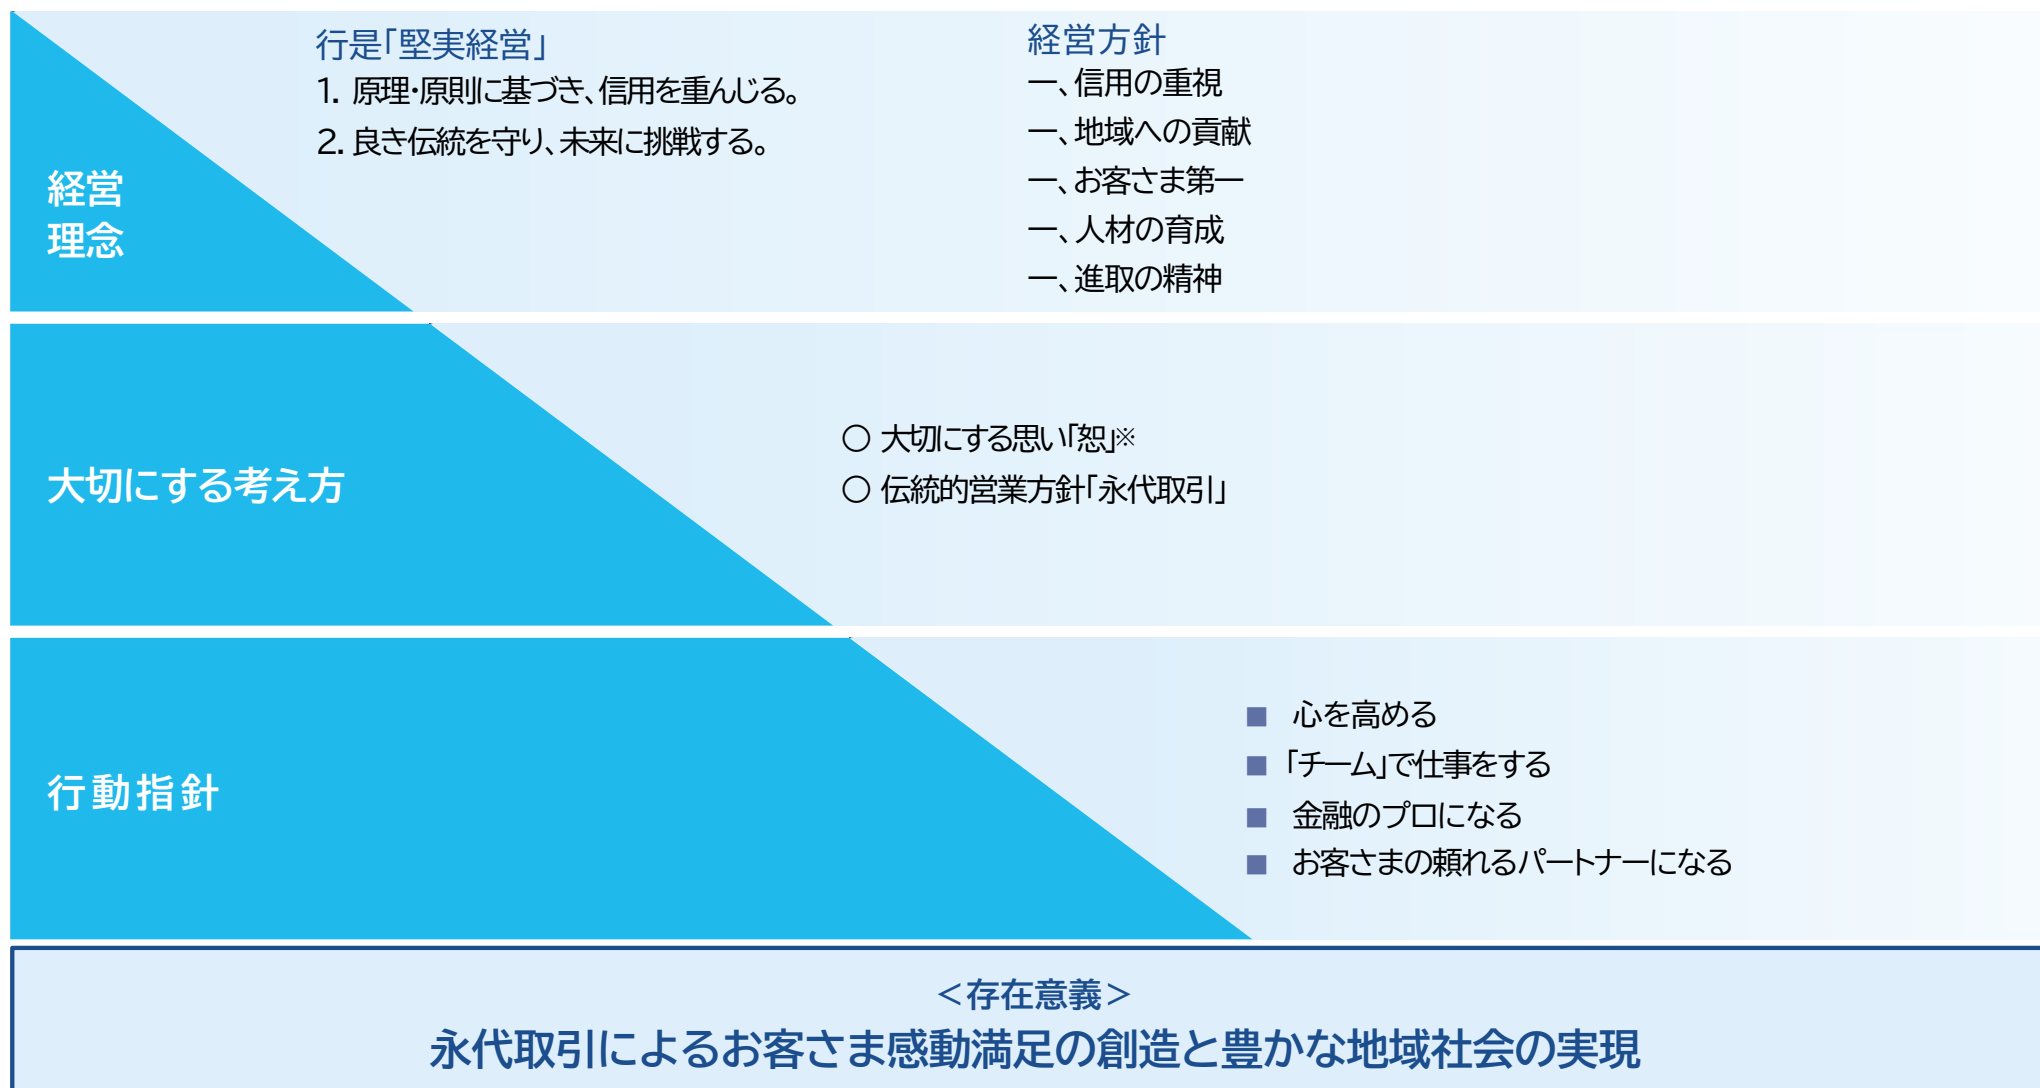 経営
理念
行是「堅実経営」
1. 原理・原則に基づき、信用を重んじる。
2. 良き伝統を守り、未来に挑戦する。
経営方針
一、信用の重視
一、地域への貢献
一、お客さま第一
一、人材の育成
一、進取の精神
大切にする考え方
〇 大切にする思い「恕」※
〇 伝統的営業方針「永代取引」
行動指針
■ 心を高める
■ 「チーム」で仕事をする
■ 金融のプロになる
■ お客さまの頼れるパートナーになる
＜存在意義＞
永代取引によるお客さま感動満足の創造と豊かな地域社会の実現